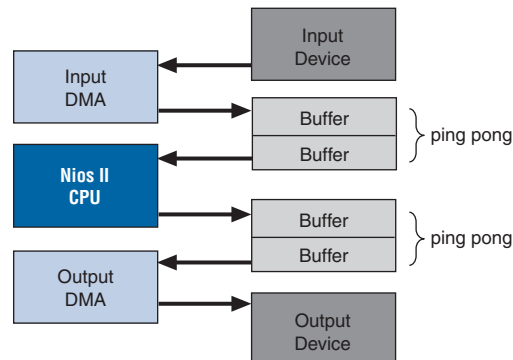 Input
Device
Input
DMA
Buffer
Buffer
ping pong
Nios II
CPU
Buffer
Buffer
ping pong
Output
DMA
Output
Device